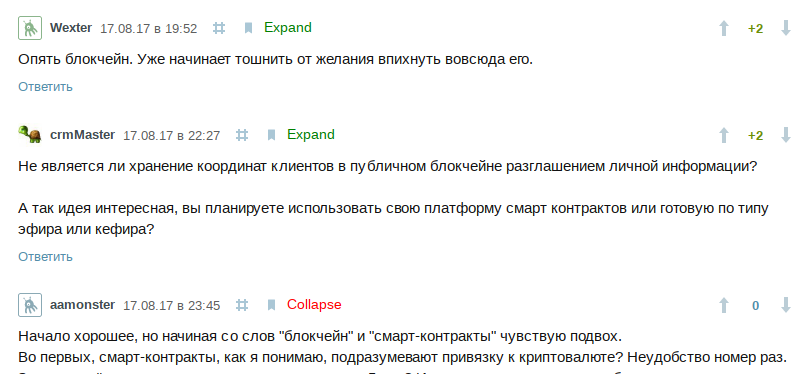 Wexter 17.08.17 в 19:52 Expand +2
Опять блокчейн. Уже начинает тошнить от желания впихнуть вовсюда его.
Ответить
crmMaster 17.08.17 в 22:27 Expand +2
Не является ли хранение координат клиентов в публичном блокчейне разглашением личной информации?
А так идея интересная, вы планируете использовать свою платформу смарт контрактов или готовую по типу
эфира или кефира?
Ответить
aamonster 17.08.17 в 23:45 Collapse 0
Начало хорошее, но начиная со слов "блокчейн" и "смарт-контракты" чувствую подвох.
Во первых, смарт-контракты, как я понимаю, подразумевают привязку к криптовалюте? Неудобство номер раз.